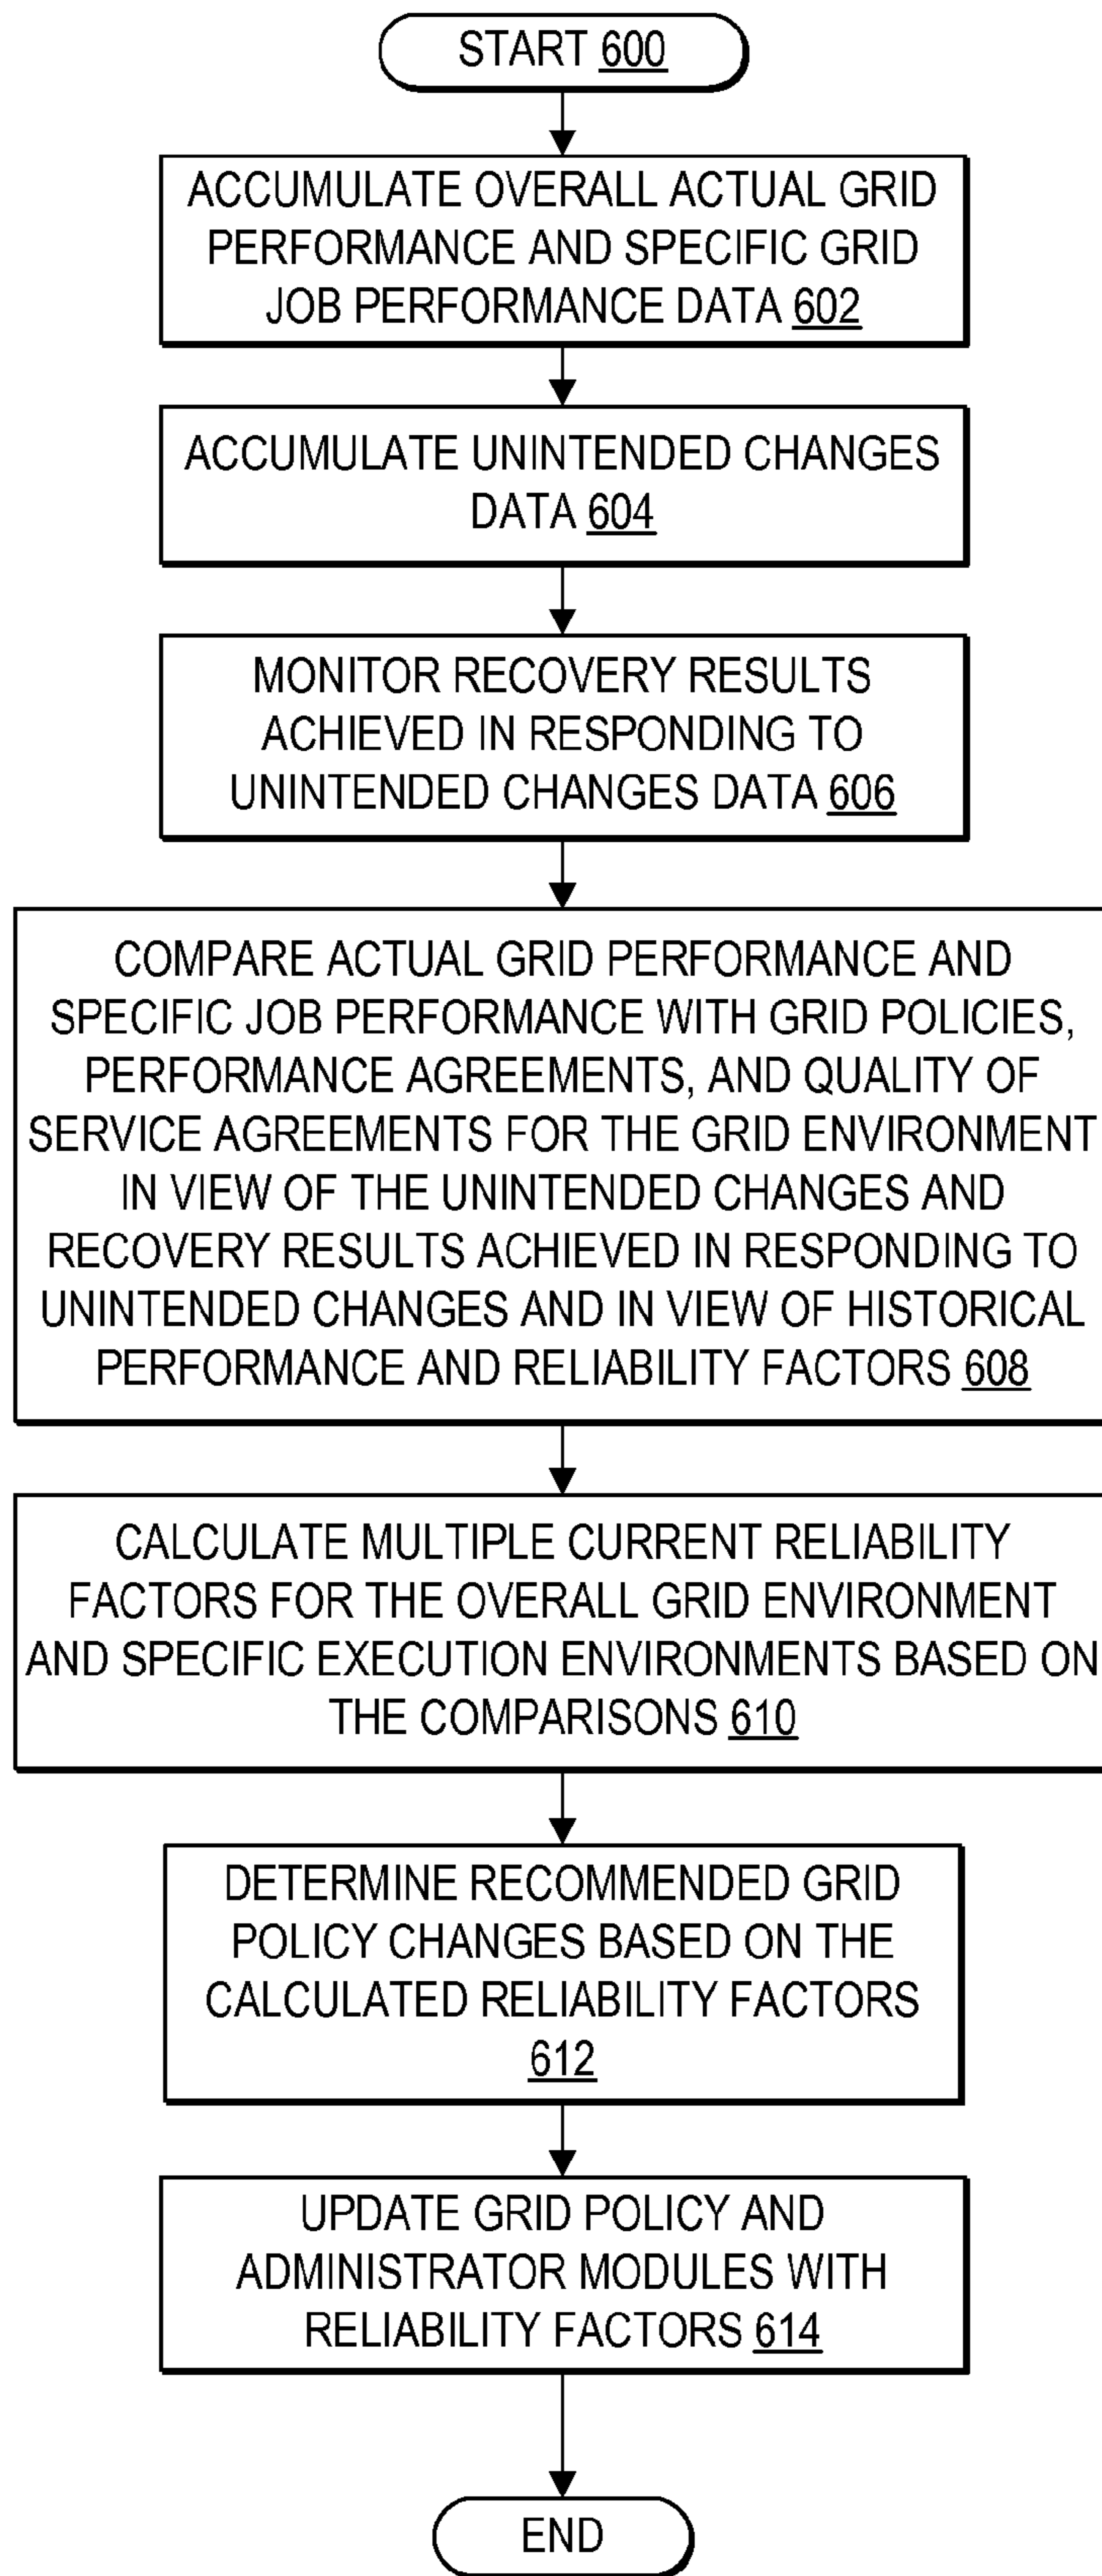 START 600
ACCUMULATE OVERALL ACTUAL GRID
PERFORMANCE AND SPECIFIC GRID
JOB PERFORMANCE DATA 602
ACCUMULATE UNINTENDED CHANGES
DATA 604
MONITOR RECOVERY RESULTS
ACHIEVED IN RESPONDING TO
UNINTENDED CHANGES DATA 606
COMPARE ACTUAL GRID PERFORMANCE AND
SPECIFIC JOB PERFORMANCE WITH GRID POLICIES,
PERFORMANCE AGREEMENTS, AND QUALITY OF
SERVICE AGREEMENTS FOR THE GRID ENVIRONMENT
IN VIEW OF THE UNINTENDED CHANGES AND
RECOVERY RESULTS ACHIEVED IN RESPONDING TO
UNINTENDED CHANGES AND IN VIEW OF HISTORICAL
PERFORMANCE AND RELIABILITY FACTORS 608
CALCULATE MULTIPLE CURRENT RELIABILITY
FACTORS FOR THE OVERALL GRID ENVIRONMENT
AND SPECIFIC EXECUTION ENVIRONMENTS BASED ON
THE COMPARISONS 610
DETERMINE RECOMMENDED GRID
POLICY CHANGES BASED ON THE
CALCULATED RELIABILITY FACTORS
612
UPDATE GRID POLICY AND
ADMINISTRATOR MODULES WITH
RELIABILITY FACTORS 614
END